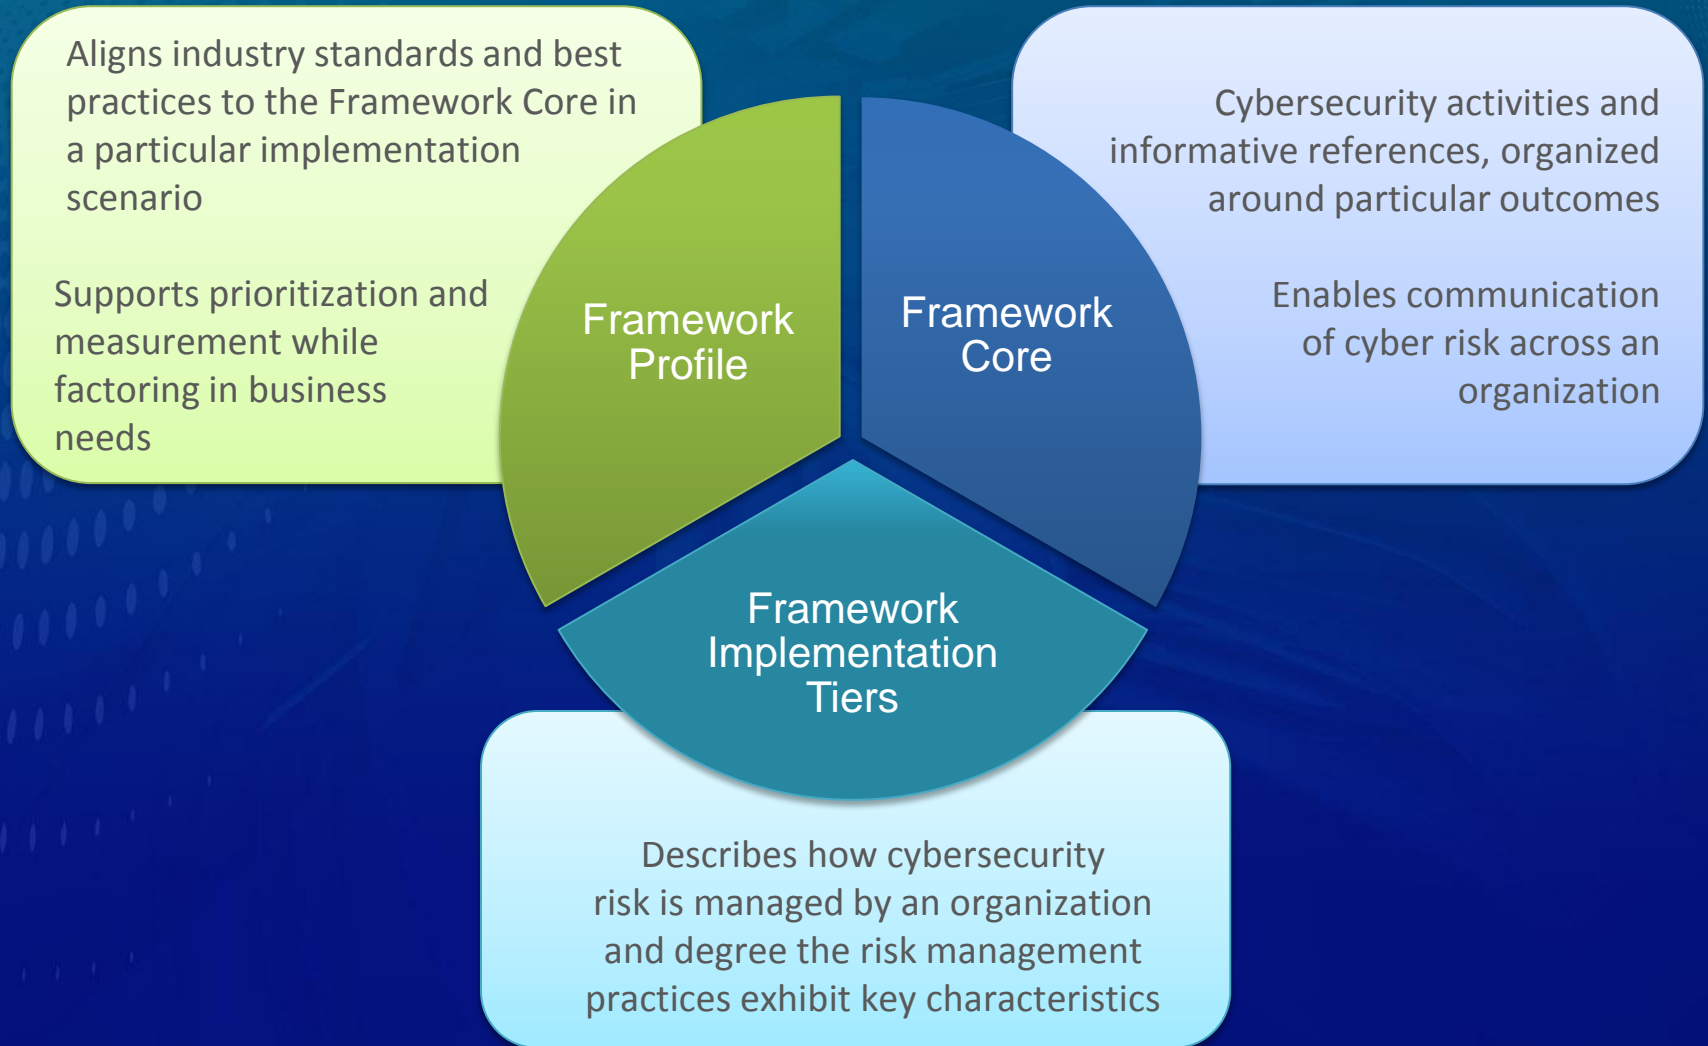 Aligns industry standards and best
practices to the Framework Core in
a particular implementation
scenario
Supports prioritization and
measurement while
factoring in business
needs
Framework
Profile
Framework
Core
Cybersecurity activities and
informative references, organized
around particular outcomes
Enables communication
of cyber risk across an
organization
Framework
Implementation
Tiers
Describes how cybersecurity
risk is managed by an organization
and degree the risk management
practices exhibit key characteristics